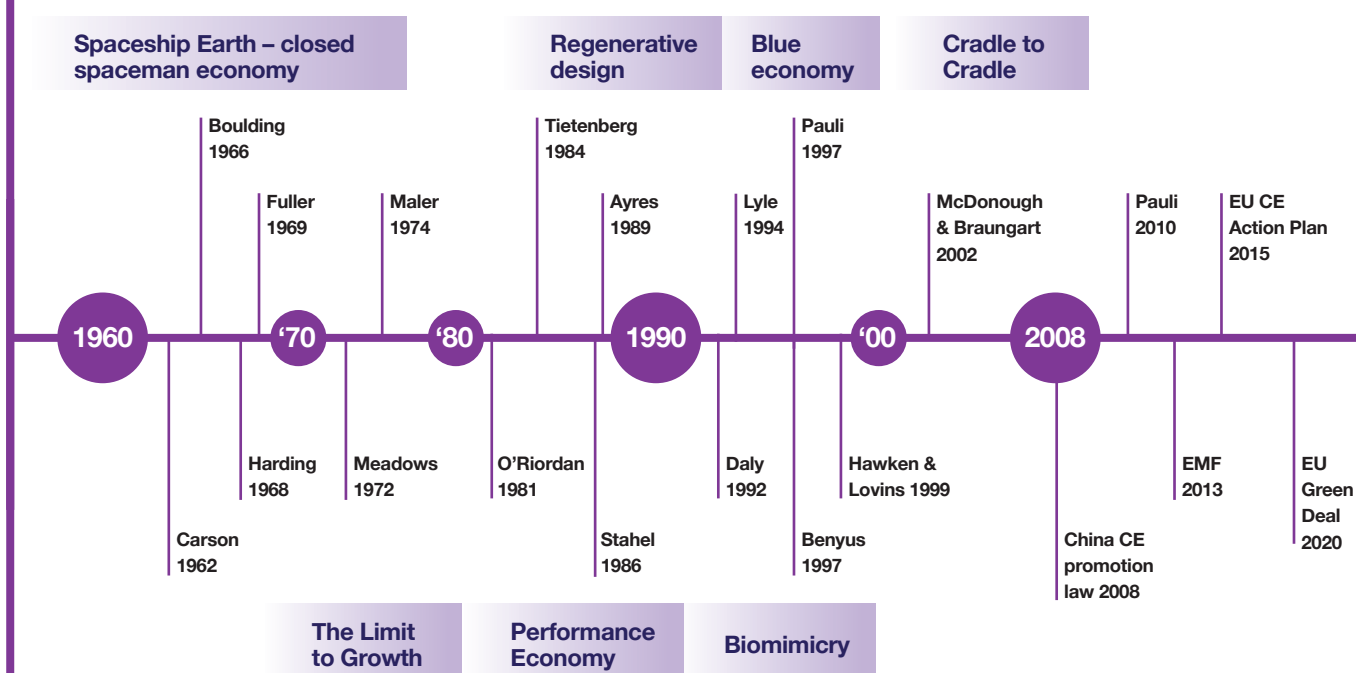 Spaceship Earth – closed
spaceman economy
Regenerative
design
Blue
economy
Cradle to
Cradle
Boulding
1966
Tietenberg
1984
Pauli
1997
Fuller
1969
Maler
1974
Ayres
1989
Lyle
1994
McDonough
& Braungart
2002
Pauli
2010
EU CE
Action Plan
2015
1960
‘70
‘80
1990
‘00
2008
Harding
1968
Meadows
1972
O’Riordan
1981
Daly
1992
Hawken &
Lovins 1999
EMF
2013
EU
Green
Deal
2020
Carson
1962
Stahel
1986
Benyus
1997
China CE
promotion
law 2008
The Limit
to Growth
Performance
Economy
Biomimicry